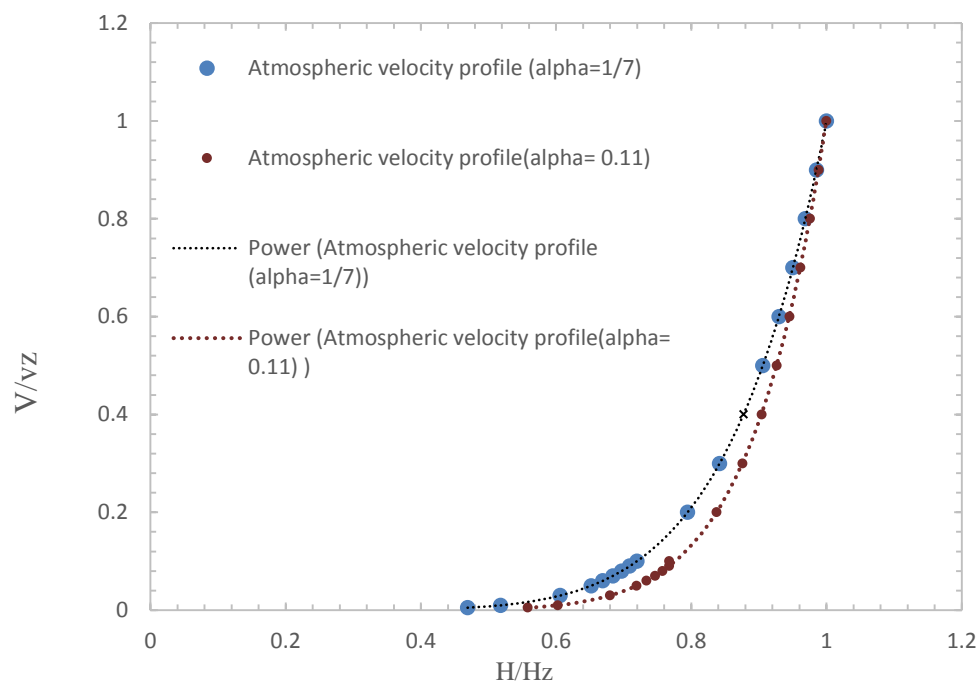 1.2
Atmospheric velocity profile (alpha=1/7)
1
Atmospheric velocity profile(alpha= 0.11)
0.8
Power (Atmospheric velocity profile
(alpha=1/7))
0.6
Power (Atmospheric velocity profile(alpha=
0.11) )
V/vz
0.4
0.2
0
0 0.2 0.4 0.6 0.8 1 1.2
H/Hz